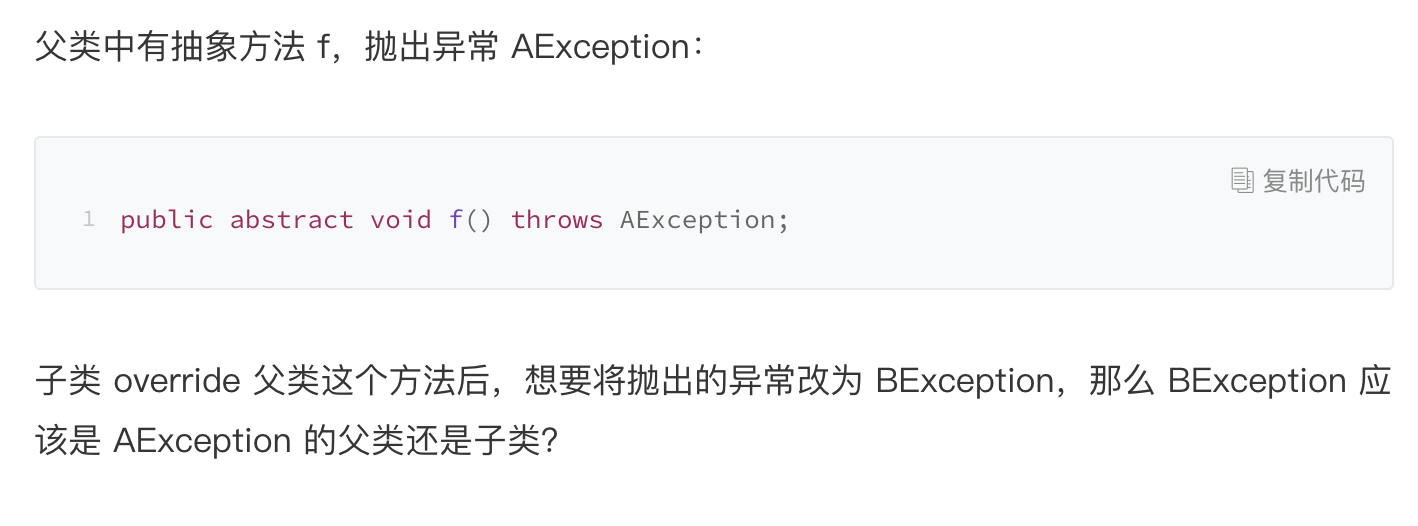 父类中有抽象方法 f，抛出异常 AException：
复制代码
1 public abstract void f() throws AException;
子类 override 父类这个方法后，想要将抛出的异常改为 BException，那么 BException 应
该是 AException 的父类还是子类？